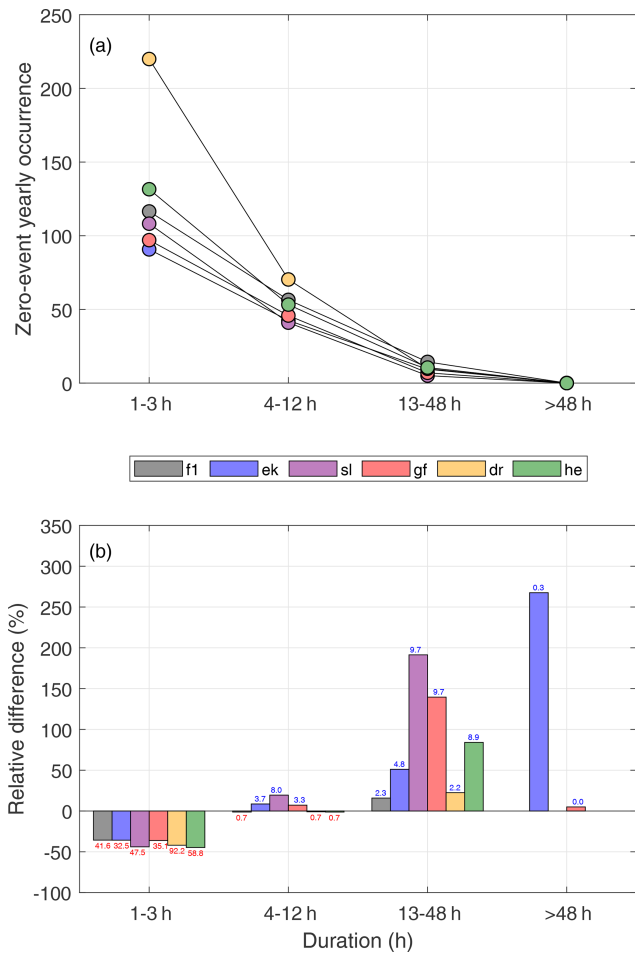 (a)
Zero-event yearly occurrence
250
200
150
100
50
0
1-3 h 4-12 h 13-48 h >48 h
f1 ek sl gf dr he
(b)
Relative difference (%)
350
300
250
200
150
100
50
0
-50
-100
41.6 32.5 47.5 35.1 92.2 58.8
0.7 3.7 8.0 3.3 0.7 0.7
2.3 4.8 9.7 9.7 2.2 8.9
0.3 0.0
1-3 h 4-12 h 13-48 h >48 h
Duration (h)